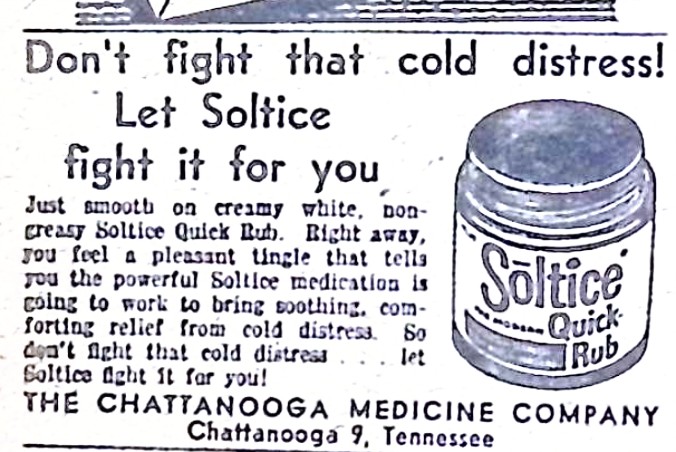 Don't fight that cold distress!
Let Soltice
fight it for you
Just smooth on creamy white, non-
greasy Soltice Quick Rub. Right away,
you feel a pleasant tingle that tells
you the powerful Soltice medication is
going to work to bring soothing, com-
forting relief from cold distress. So
don't fight that cold distress . . . let
Soltice fight it for you!
Sōltice
THE MODERN
Quick-
Rub
THE CHATTANOOGA MEDICINE COMPANY
Chattanooga 9, Tennessee